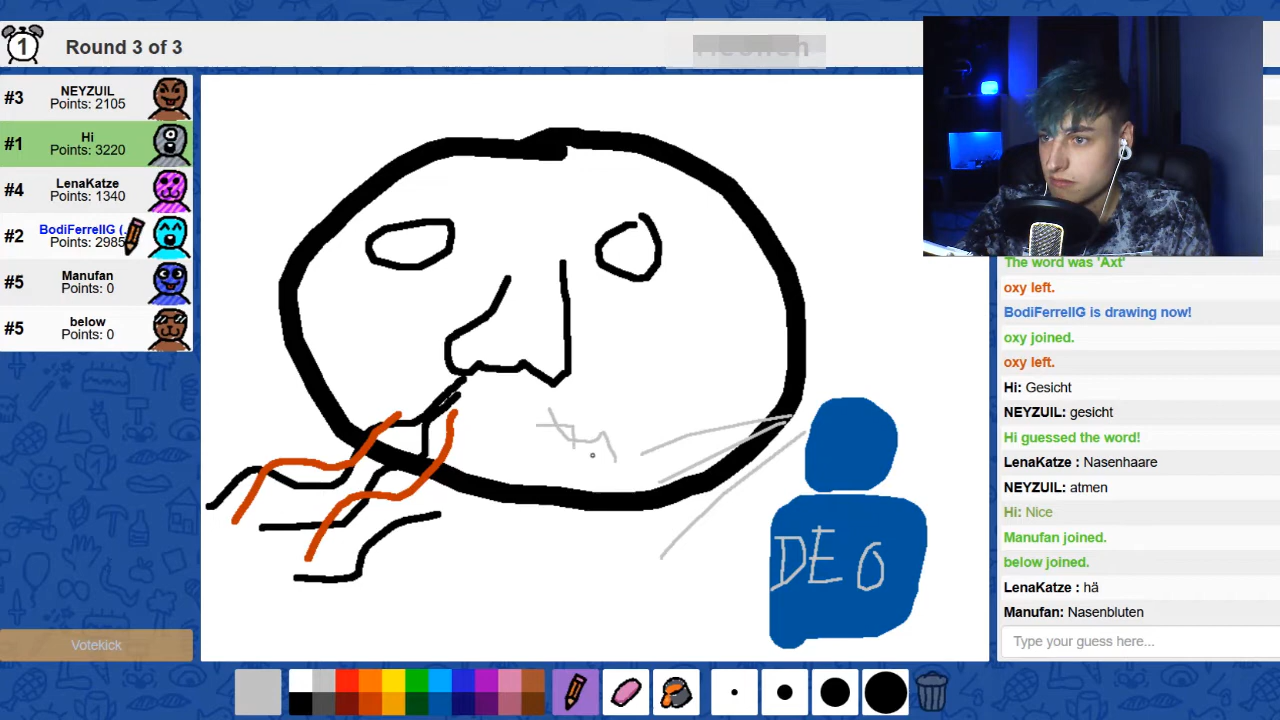 1
Round 3 of 3
#3
NEYZUIL
Points: 2105
#1
Hi
Points: 3220
#4
LenaKatze
Points: 1340
#2
BodiFerrellG (.
Points: 2985
#5
Manufan
Points: 0
#5
below
Points: 0
Votekick
DEO
The word was 'Axt'
oxy left.
BodiFerrellG is drawing now!
oxy joined.
oxy left.
Hi: Gesicht
NEYZUIL: gesicht
Hi guessed the word!
LenaKatze : Nasenhaare
NEYZUIL: atmen
Hi: Nice
Manufan joined.
below joined.
LenaKatze : hä
Manufan: Nasenbluten
Type your guess here...